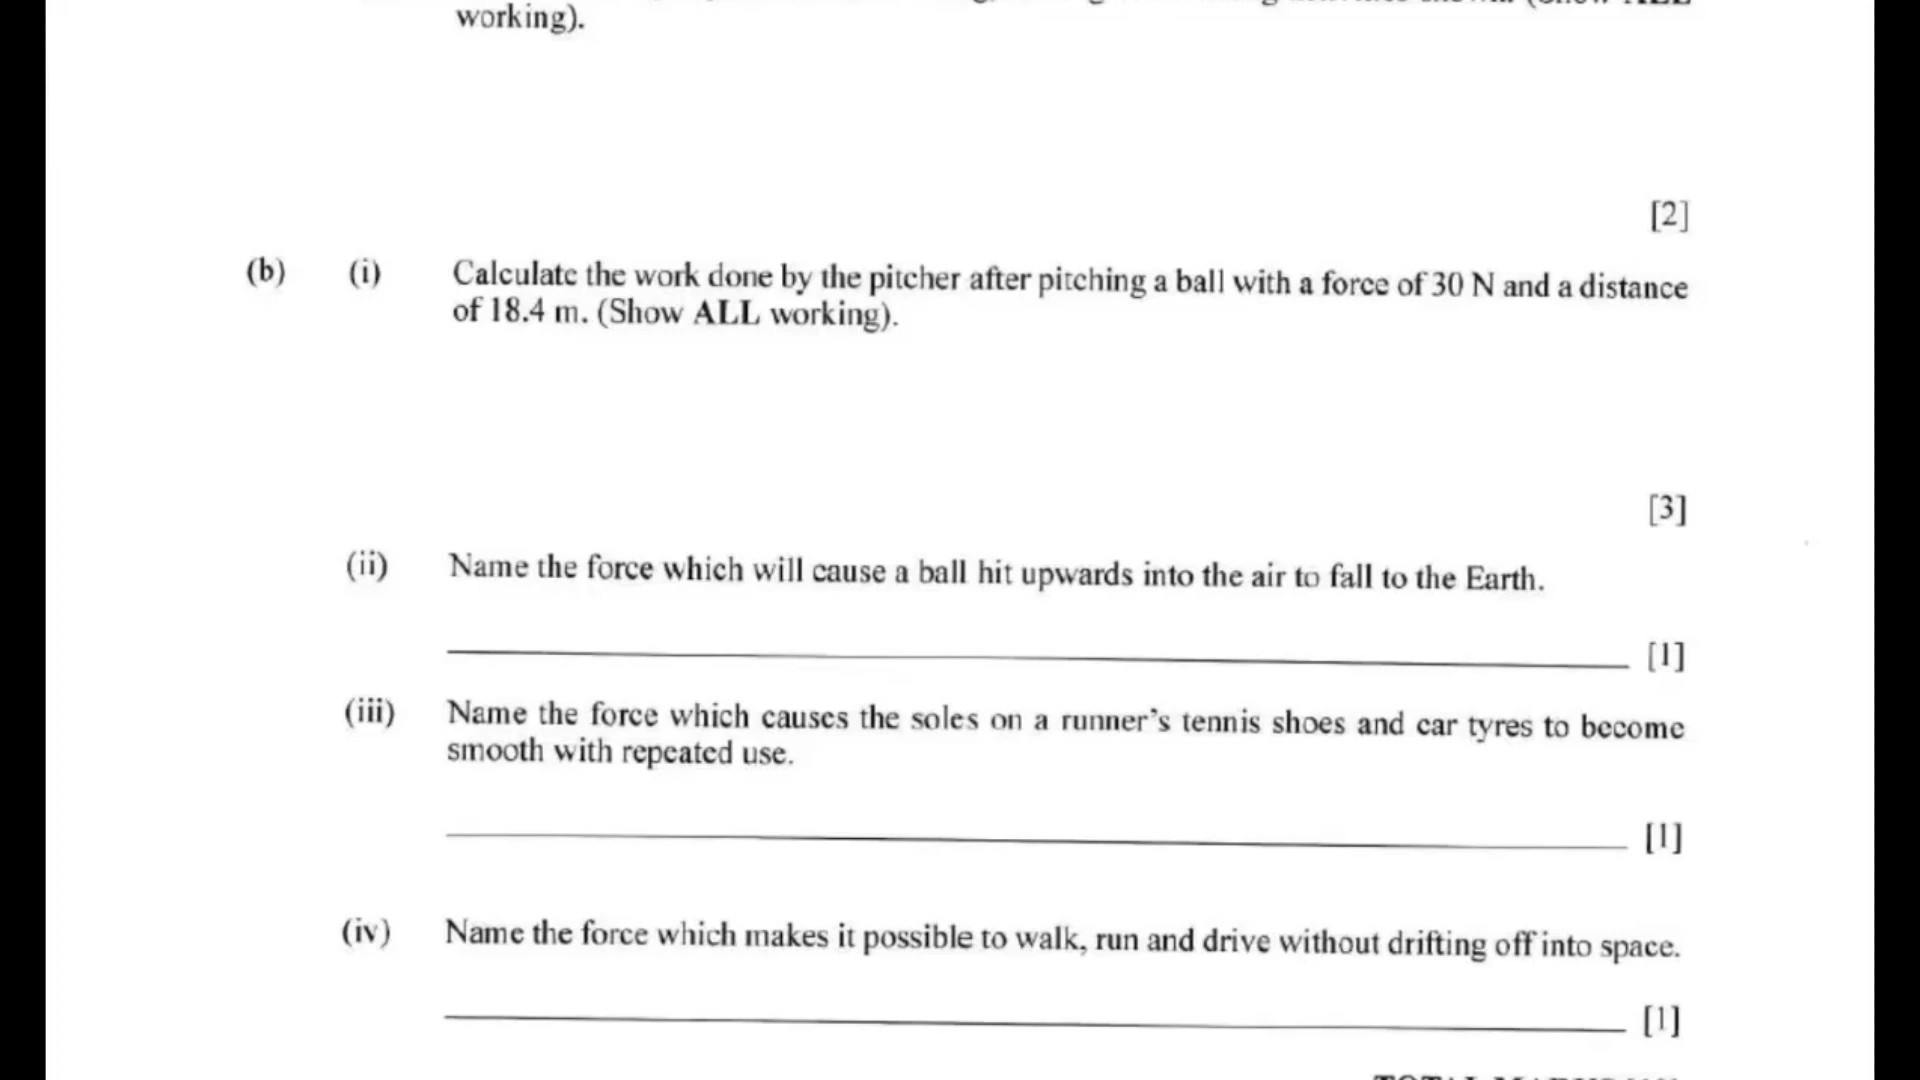 working).
[2]
(b) (i) Calculate the work done by the pitcher after pitching a ball with a force of 30 N and a distance
of 18.4 m. (Show ALL working).
[3]
(ii) Name the force which will cause a ball hit upwards into the air to fall to the Earth.
[1]
(iii) Name the force which causes the soles on a runner's tennis shoes and car tyres to become
smooth with repeated use.
[1]
(iv) Name the force which makes it possible to walk, run and drive without drifting off into space.
[1]